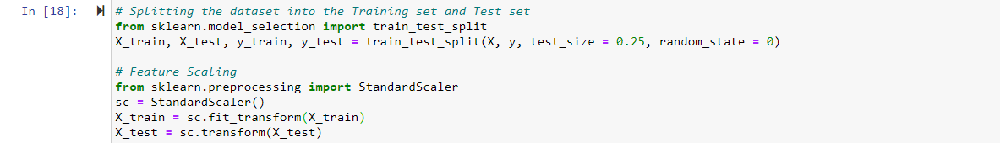 In [18]: # Splitting the dataset into the Training set and Test set
from sklearn.model_selection import train_test_split
X_train, X_test, y_train, y_test = train_test_split(X, y, test_size = 0.25, random_state = 0)
# Feature Scaling
from sklearn.preprocessing import StandardScaler
sc = StandardScaler()
X_train = sc.fit_transform(X_train)
X_test = sc.transform(X_test)